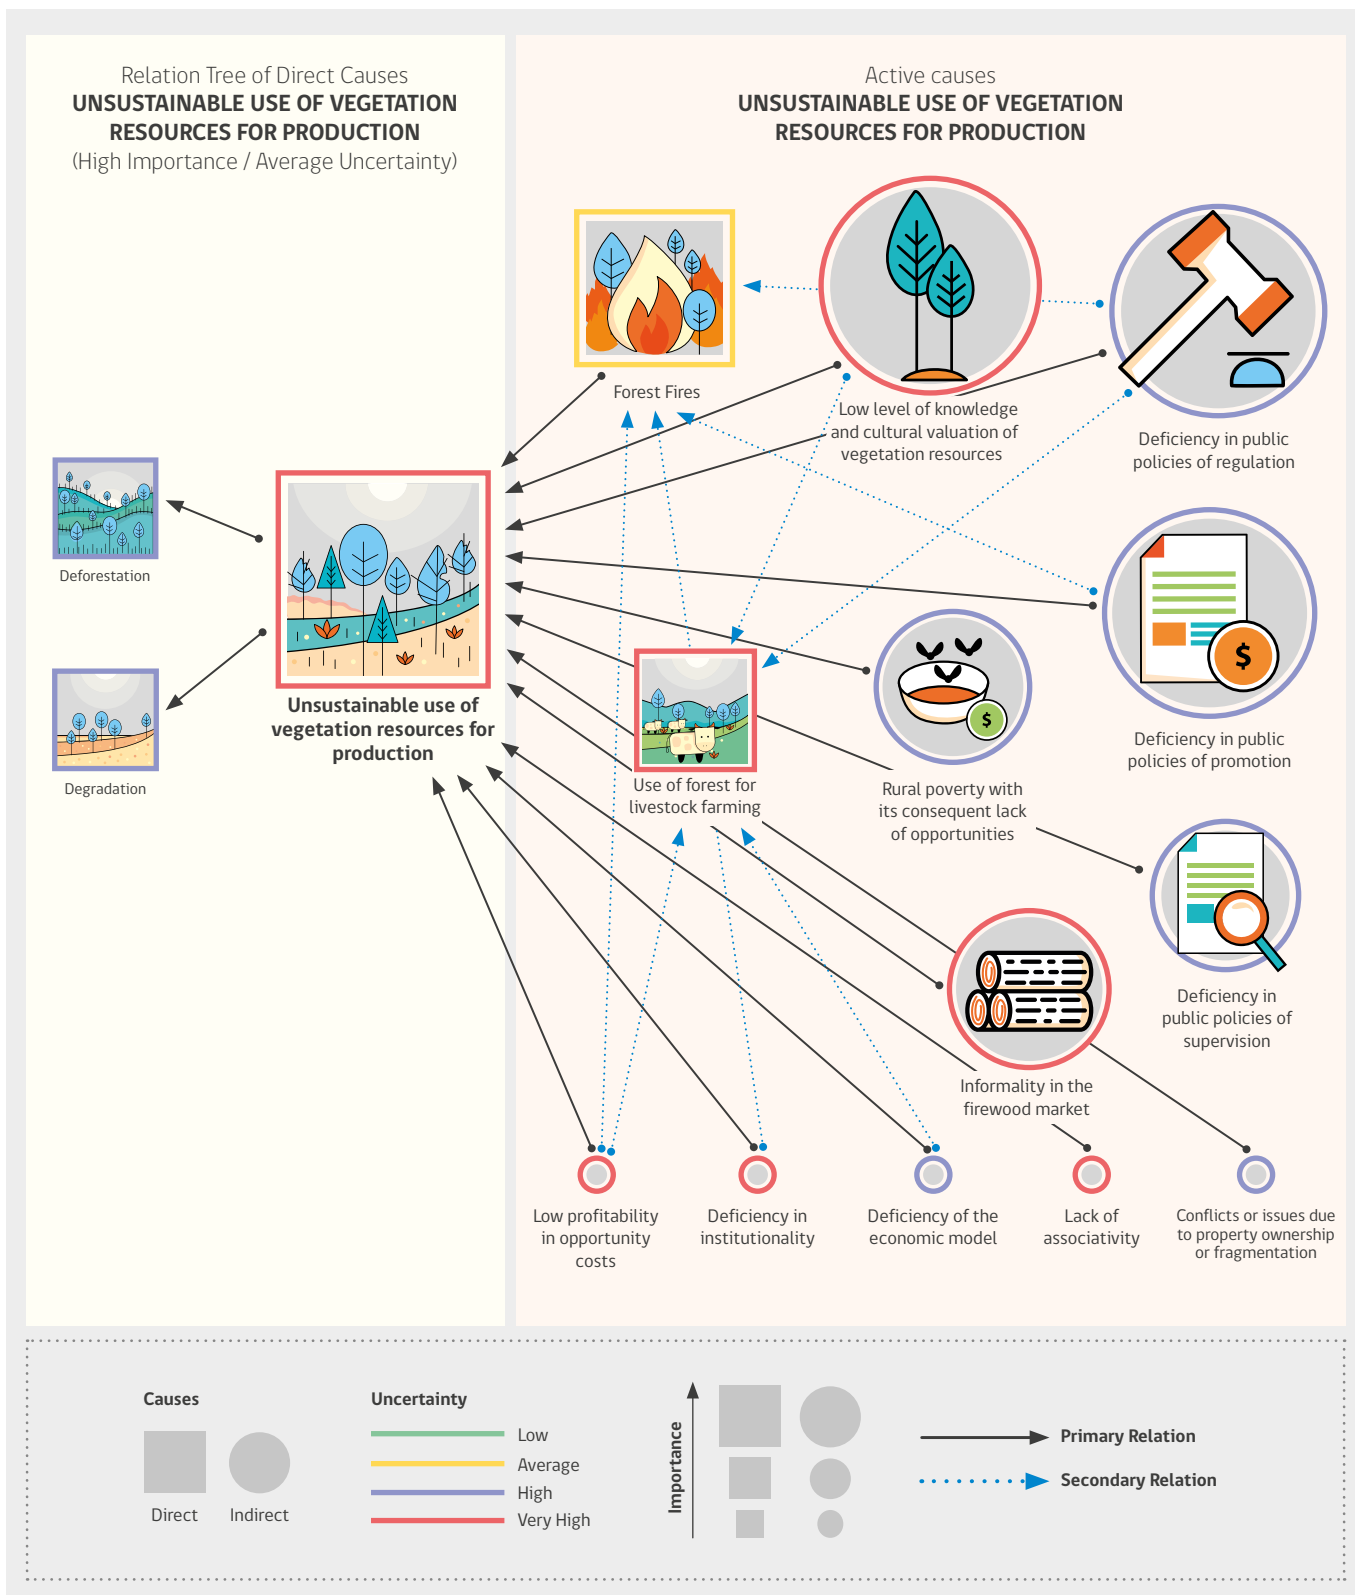 Relation Tree of Direct Causes
UNSUSTAINABLE USE OF VEGETATION
RESOURCES FOR PRODUCTION
(High Importance / Average Uncertainty)
Active causes
UNSUSTAINABLE USE OF VEGETATION
RESOURCES FOR PRODUCTION
Forest Fires
Low level of knowledge
and cultural valuation of
vegetation resources
Deficiency in public
policies of regulation
Deforestation
Degradation
Unsustainable use of
vegetation resources for
production
$
Deficiency in public
policies of promotion
$
Rural poverty with
its consequent lack
of opportunities
Use of forest for
livestock farming
Deficiency in
public policies of
supervision
Informality in the
firewood market
Low profitability
in opportunity
costs
Deficiency in
institutionality
Deficiency of the
economic model
Lack of
associativity
Conflicts or issues due
to property ownership
or fragmentation
Causes
Direct
Indirect
Uncertainty
Low
Average
High
Very High
Importance
Primary Relation
Secondary Relation